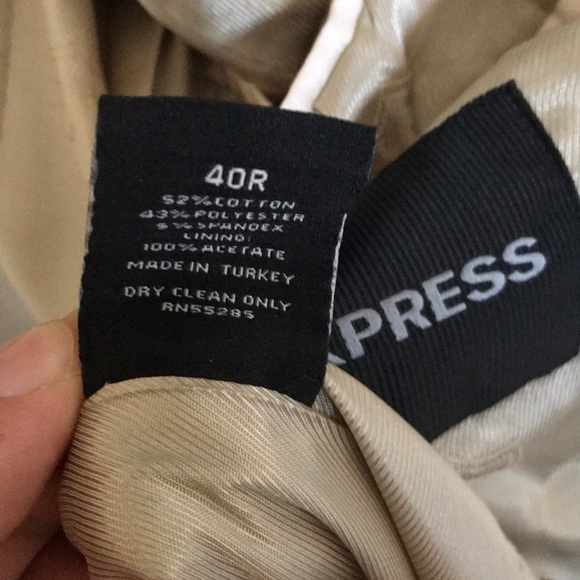 40R
52% COTTON
43% POLYESTER
5% SPANDEX
LINING:
100% ACETATE
MADE IN TURKEY
DRY CLEAN ONLY
RN55285
XPRESS